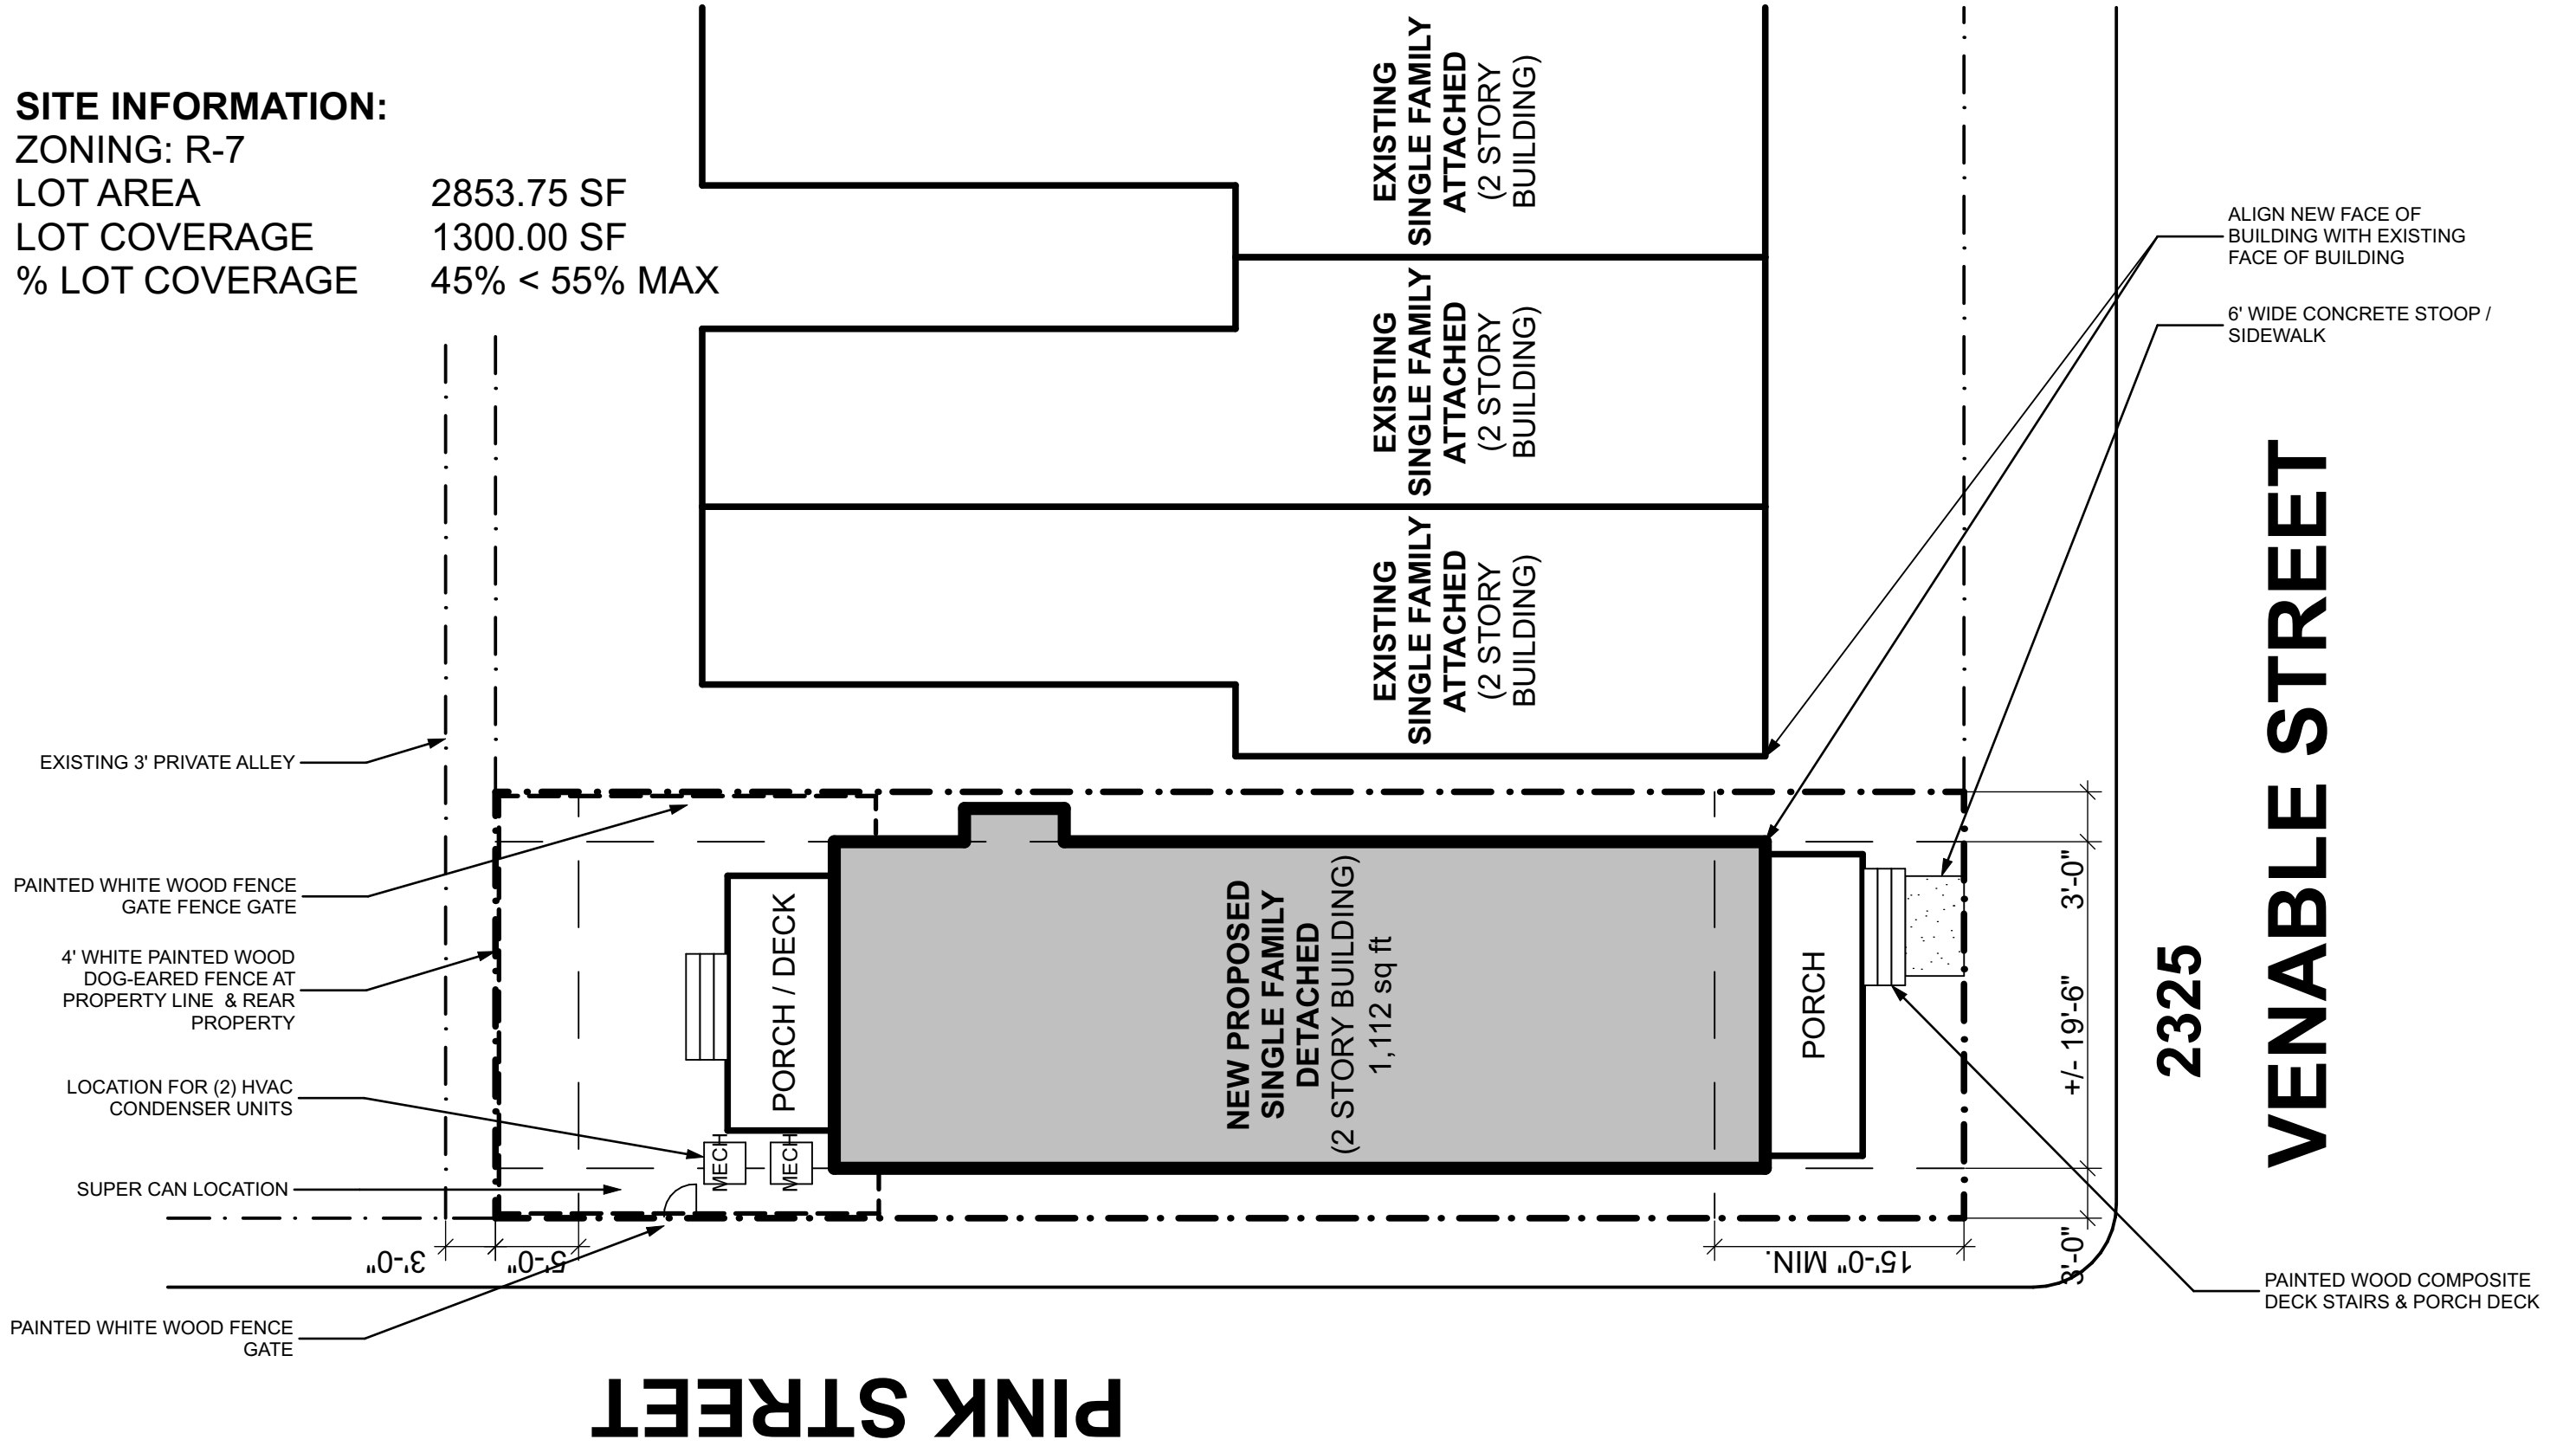 SITE INFORMATION:
ZONING: R-7
LOT AREA 2853.75 SF
LOT COVERAGE 1300.00 SF
% LOT COVERAGE 45% < 55% MAX
EXISTING
SINGLE FAMILY
ATTACHED
(2 STORY
BUILDING)
EXISTING
SINGLE FAMILY
ATTACHED
(2 STORY
BUILDING)
EXISTING
SINGLE FAMILY
ATTACHED
(2 STORY
BUILDING)
ALIGN NEW FACE OF
BUILDING WITH EXISTING
FACE OF BUILDING
6' WIDE CONCRETE STOOP /
SIDEWALK
EXISTING 3' PRIVATE ALLEY
PAINTED WHITE WOOD FENCE
GATE FENCE GATE
4' WHITE PAINTED WOOD
DOG-EARED FENCE AT
PROPERTY LINE & REAR
PROPERTY
LOCATION FOR (2) HVAC
CONDENSER UNITS
SUPER CAN LOCATION
PAINTED WHITE WOOD FENCE
GATE
PORCH / DECK
MECH
MECH
NEW PROPOSED
SINGLE FAMILY
DETACHED
(2 STORY BUILDING)
1,112 sq ft
PORCH
3'-0"
+/- 19'-6"
3'-0"
3'-0"
5'-0"
15'-0" MIN.
2325
VENABLE STREET
PAINTED WOOD COMPOSITE
DECK STAIRS & PORCH DECK
PINK STREET